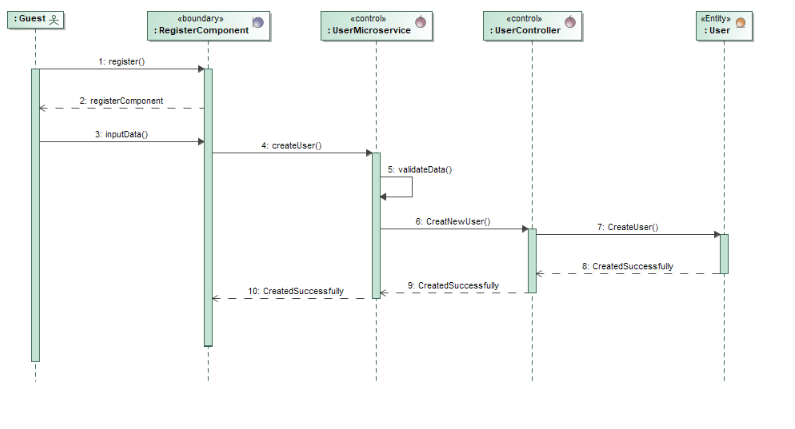 : Guest
«boundary»
: RegisterComponent
«control»
: UserMicroservice
«control»
: UserController
«Entity»
: User
1: register()
2: registerComponent
3: inputData()
4: createUser()
5: validateData()
6: CreatNewUser()
7: CreateUser()
8: CreatedSuccessfully
9: CreatedSuccessfully
10: CreatedSuccessfully